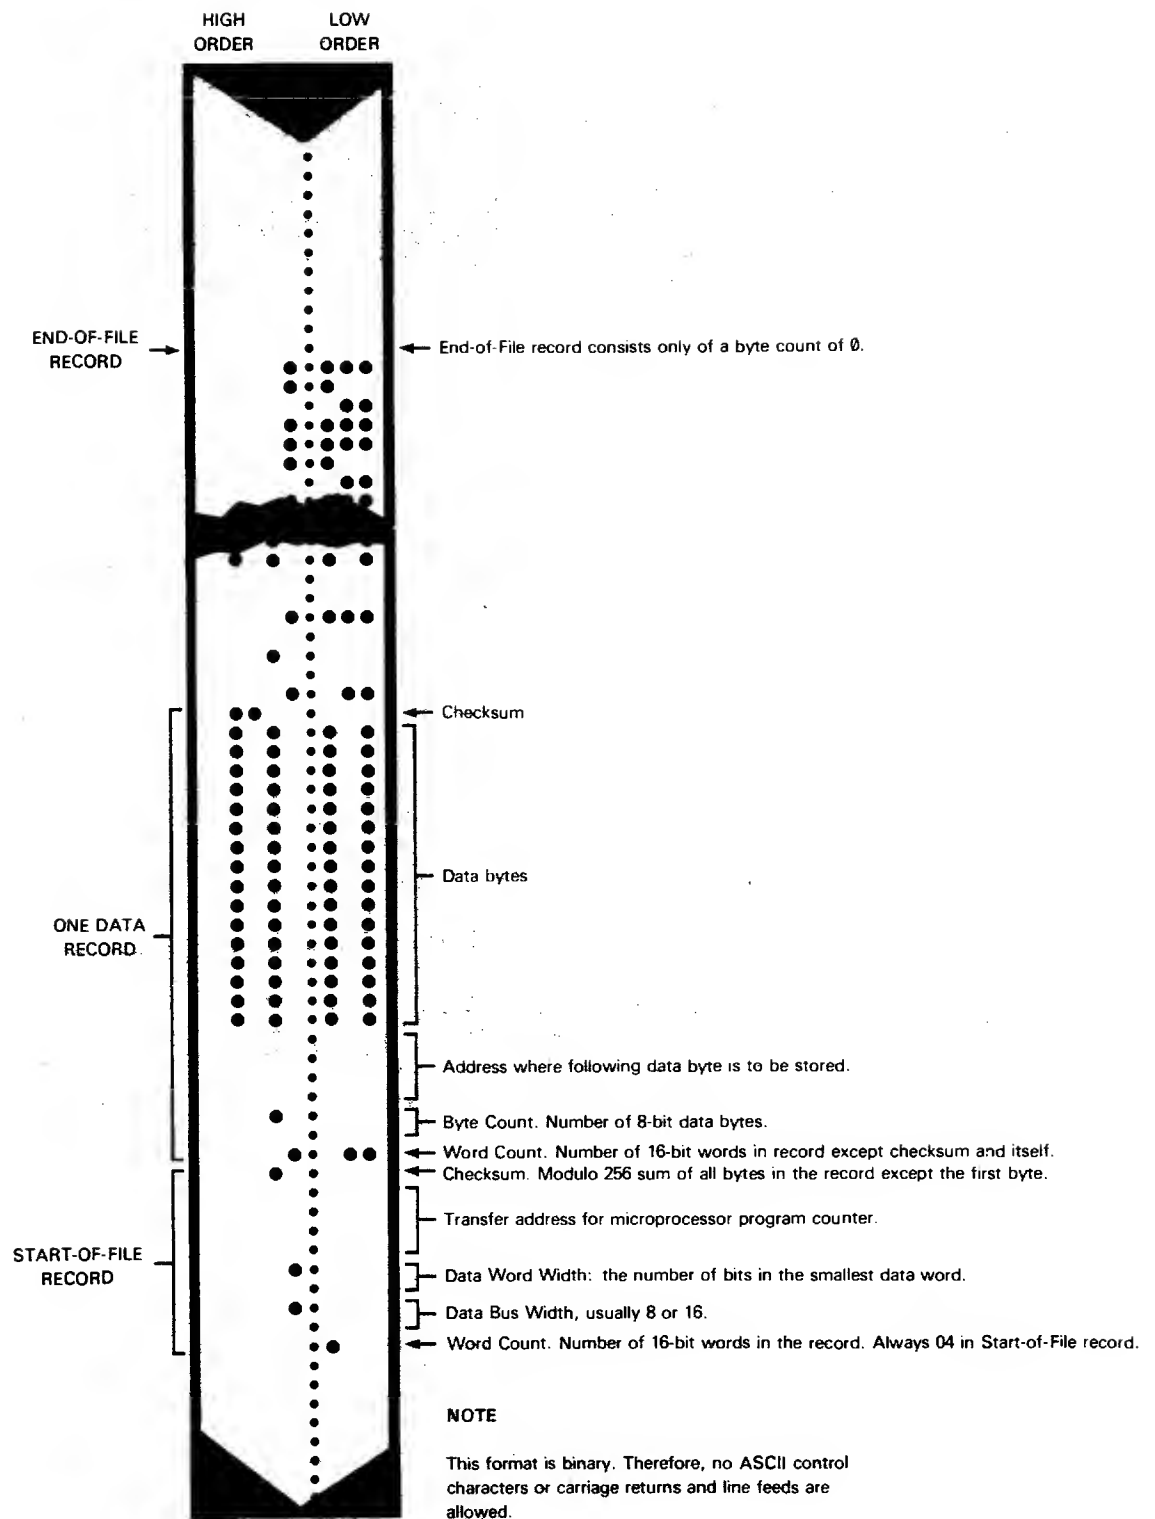 HIGH ORDER
LOW ORDER
END-OF-FILE RECORD
End-of-File record consists only of a byte count of Ø.
Checksum
Data bytes
ONE DATA RECORD
Address where following data byte is to be stored.
Byte Count. Number of 8-bit data bytes.
Word Count. Number of 16-bit words in record except checksum and itself.
Checksum. Modulo 256 sum of all bytes in the record except the first byte.
Transfer address for microprocessor program counter.
START-OF-FILE RECORD
Data Word Width: the number of bits in the smallest data word.
Data Bus Width, usually 8 or 16.
Word Count. Number of 16-bit words in the record. Always 04 in Start-of-File record.
NOTE
This format is binary. Therefore, no ASCII control
characters or carriage returns and line feeds are
allowed.